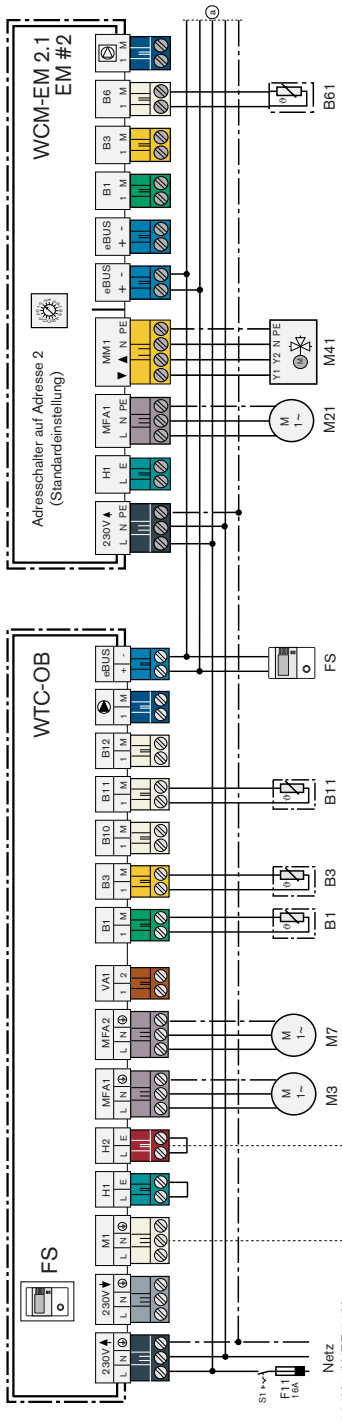 WTC-OB
FS
230V
L N
230V
L N
M1
L N
H1
L E
H2
L E
MFA1
L N
MFA2
L N
VA1
1 2
B1
1 M
B3
1 M
B10
1 M
B11
1 M
B12
1 M
1 M
eBUS
+ -
WCM-EM 2.1
EM #2
Adressschalter auf Adresse 2
(Standardeinstellung)
230V
L N PE
H1
L E
MFA1
L N PE
MM1
N PE
eBUS
+ -
eBUS
+ -
B1
1 M
B3
1 M
B6
1 M
1 M
a
S1
F11
16A
Netz
M
1~
M3
M
1~
M7
ϑ
B1
ϑ
B3
ϑ
B11
FS
M
1~
M21
Y1 Y2 N PE
M
M41
ϑ
B61